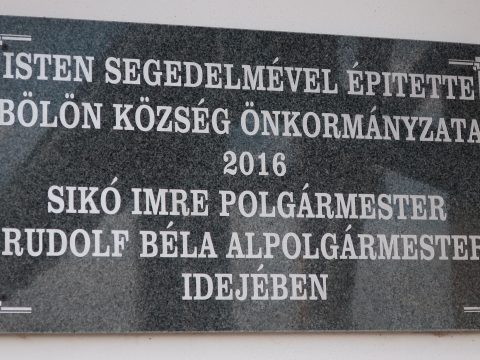 ISTEN SEGEDELMÉVEL ÉPITETTE
BÖLÖN KÖZSÉG ÖNKORMÁNYZATA
2016
SIKÓ IMRE POLGÁRMESTER
RUDOLF BÉLA ALPOLGÁRMESTER
IDEJÉBEN